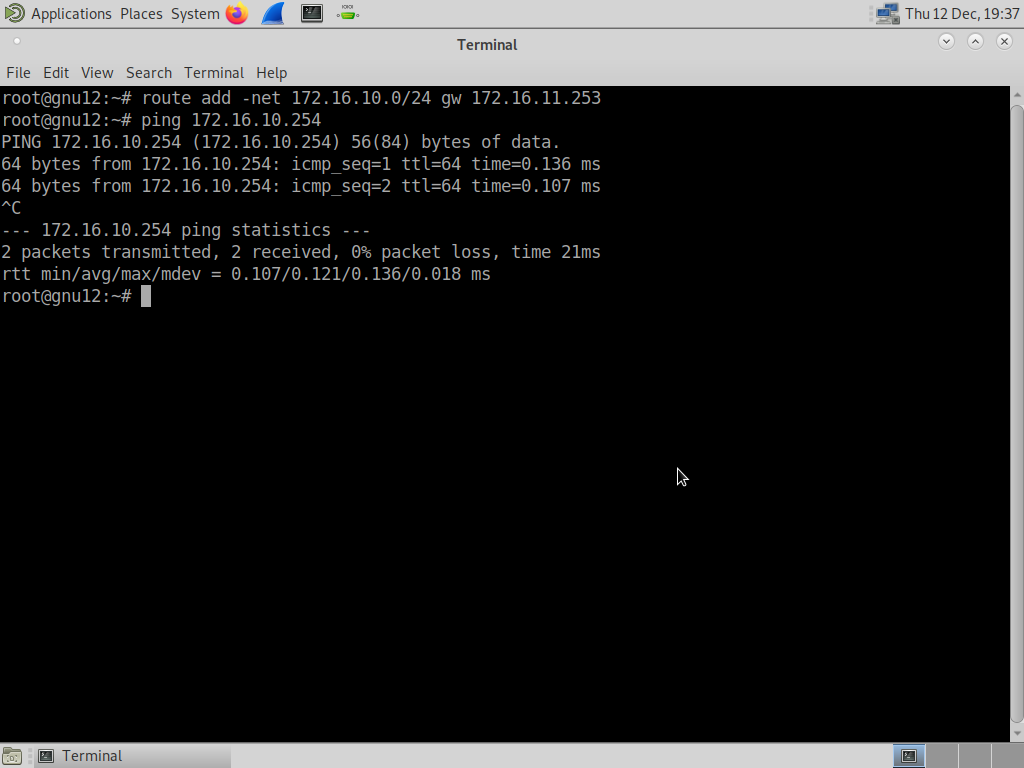 Applications Places System Thu 12 Dec, 19:37
Terminal
File Edit View Search Terminal Help
root@gnu12:~# route add -net 172.16.10.0/24 gw 172.16.11.253
root@gnu12:~# ping 172.16.10.254
PING 172.16.10.254 (172.16.10.254) 56(84) bytes of data.
64 bytes from 172.16.10.254: icmp_seq=1 ttl=64 time=0.136 ms
64 bytes from 172.16.10.254: icmp_seq=2 ttl=64 time=0.107 ms
^C
--- 172.16.10.254 ping statistics ---
2 packets transmitted, 2 received, 0% packet loss, time 21ms
rtt min/avg/max/mdev = 0.107/0.121/0.136/0.018 ms
root@gnu12:~#
Terminal